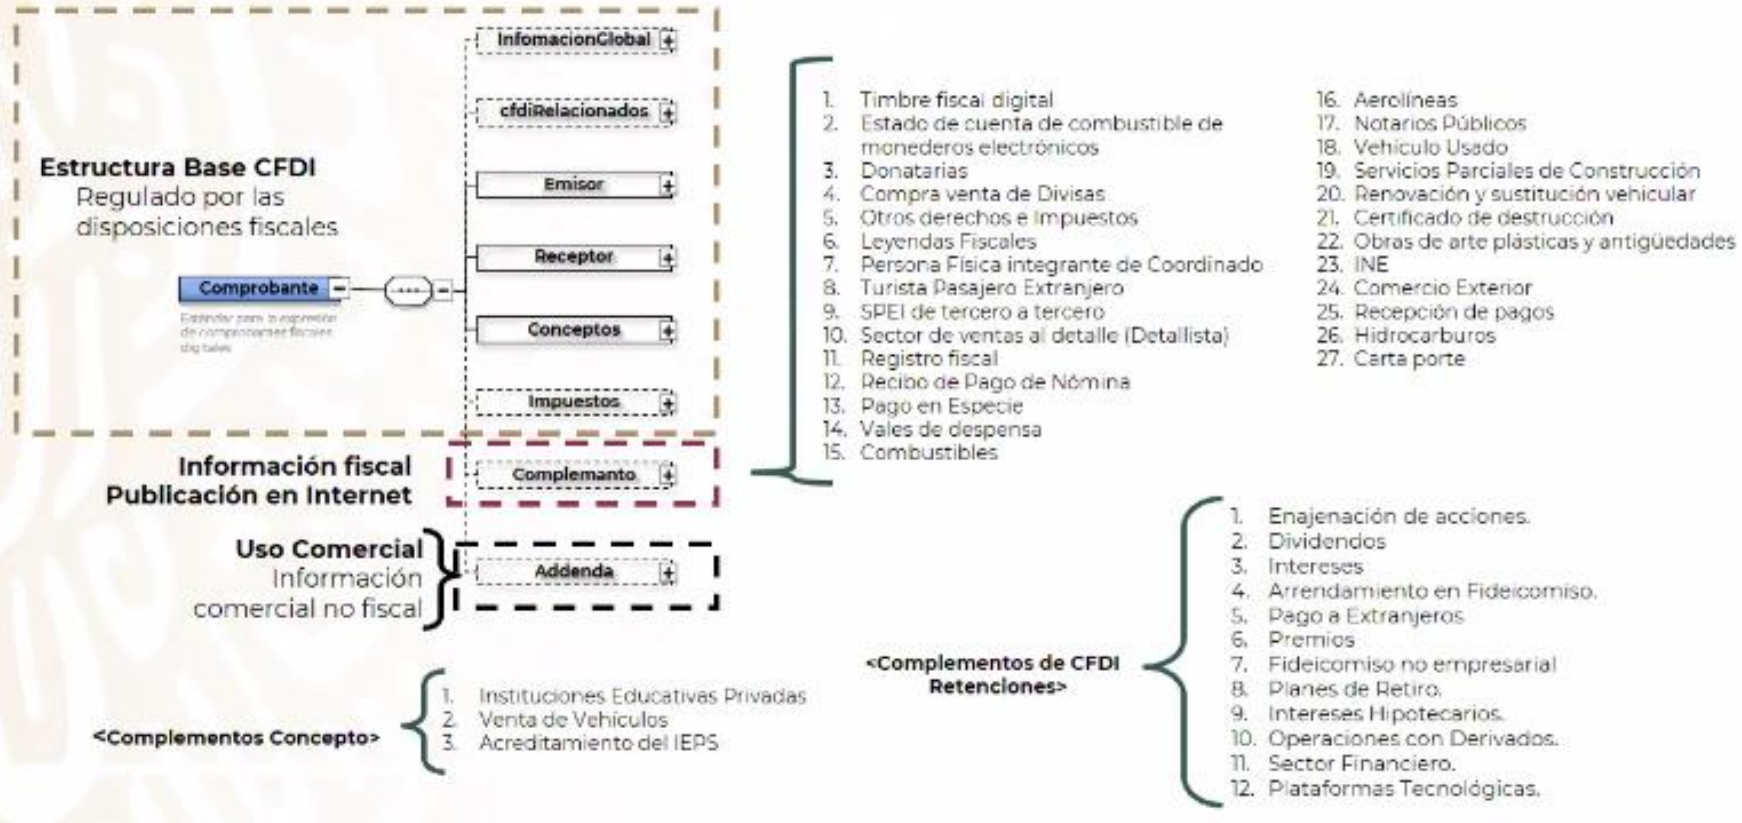 InfomacionGlobal
cfdiRelacionados
Estructura Base CFDI
Regulado por las
disposiciones fiscales
Emisor
Receptor
Comprobante
Estándar para la expresión
de comprobantes fiscales
digitales
Conceptos
Impuestos
Información fiscal
Publicación en Internet
Complemanto
Uso Comercial
Información
comercial no fiscal
Addenda
1. Timbre fiscal digital
2. Estado de cuenta de combustible de
monederos electrónicos
3. Donatarias
4. Compra venta de Divisas
5. Otros derechos e Impuestos
6. Leyendas Fiscales
7. Persona Física integrante de Coordinado
8. Turista Pasajero Extranjero
9. SPEI de tercero a tercero
10. Sector de ventas al detalle (Detallista)
11. Registro fiscal
12. Recibo de Pago de Nómina
13. Pago en Especie
14. Vales de despensa
15. Combustibles
16. Aerolíneas
17. Notarios Públicos
18. Vehículo Usado
19. Servicios Parciales de Construcción
20. Renovación y sustitución vehicular
21. Certificado de destrucción
22. Obras de arte plásticas y antigüedades
23. INE
24. Comercio Exterior
25. Recepción de pagos
26. Hidrocarburos
27. Carta porte
<Complementos Concepto>
1. Instituciones Educativas Privadas
2. Venta de Vehículos
3. Acreditamiento del IEPS
<Complementos de CFDI
Retenciones>
1. Enajenación de acciones.
2. Dividendos
3. Intereses
4. Arrendamiento en Fideicomiso.
5. Pago a Extranjeros
6. Premios
7. Fideicomiso no empresarial
8. Planes de Retiro.
9. Intereses Hipotecarios.
10. Operaciones con Derivados.
11. Sector Financiero.
12. Plataformas Tecnológicas.